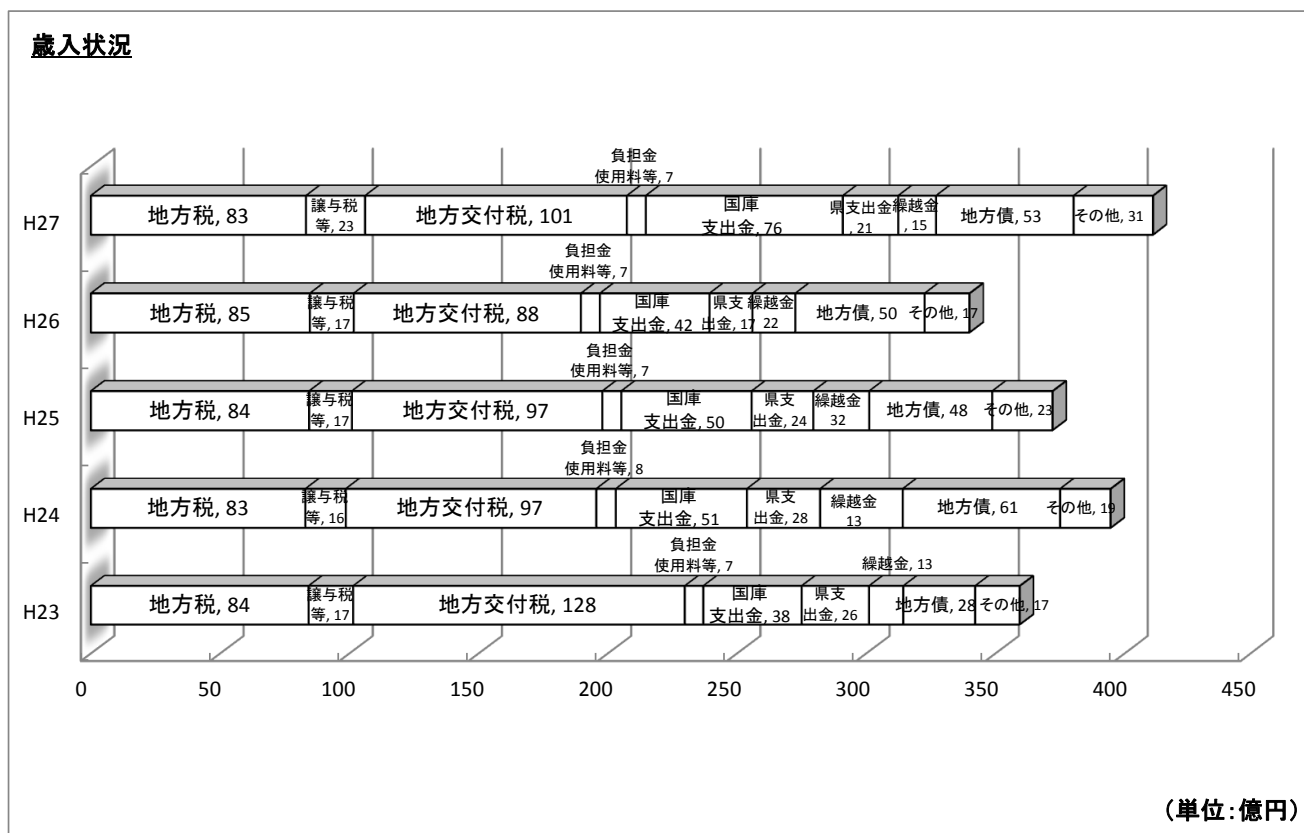 歳入状況
負担金
使用料等, 7
H27
地方税, 83
譲与税
等, 23
地方交付税, 101
国庫
支出金, 76
県支出金
, 21
繰越金
, 15
地方債, 53
その他, 31
負担金
使用料等, 7
H26
地方税, 85
譲与税
等, 17
地方交付税, 88
国庫
支出金, 42
県支
出金, 17
繰越金
22
地方債, 50
その他, 17
負担金
使用料等, 7
H25
地方税, 84
譲与税
等, 17
地方交付税, 97
国庫
支出金, 50
県支
出金, 24
繰越金
32
地方債, 48
その他, 23
負担金
使用料等, 8
H24
地方税, 83
譲与税
等, 16
地方交付税, 97
国庫
支出金, 51
県支
出金, 28
繰越金
13
地方債, 61
その他, 19
負担金
使用料等, 7
繰越金, 13
H23
地方税, 84
譲与税
等, 17
地方交付税, 128
国庫
支出金, 38
県支
出金, 26
地方債, 28
その他, 17
0 50 100 150 200 250 300 350 400 450
（単位：億円）